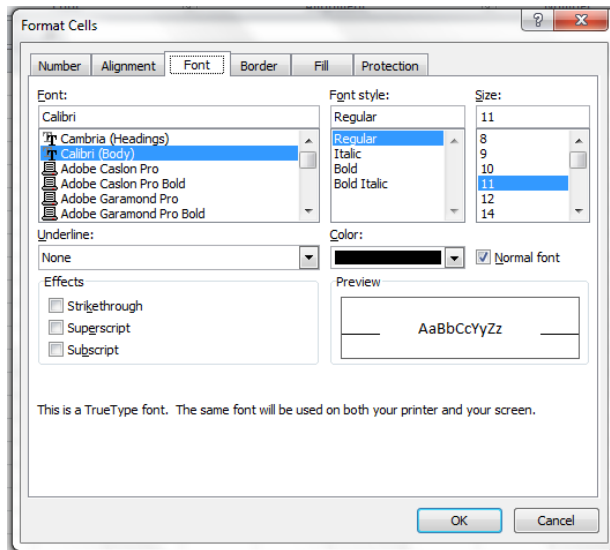 Format Cells
Number Alignment Font Border Fill Protection
Font: Font style: Size:
Calibri Regular 11
Cambria (Headings) Regular 8
Calibri (Body) Italic 9
Adobe Caslon Pro Bold 10
Adobe Caslon Pro Bold Bold Italic 11
Adobe Garamond Pro 12
Adobe Garamond Pro Bold 14
Underline: Color:
None Normal font
Effects Preview
Strikethrough
Superscript AaBbCcYyZz
Subscript
This is a TrueType font. The same font will be used on both your printer and your screen.
OK Cancel